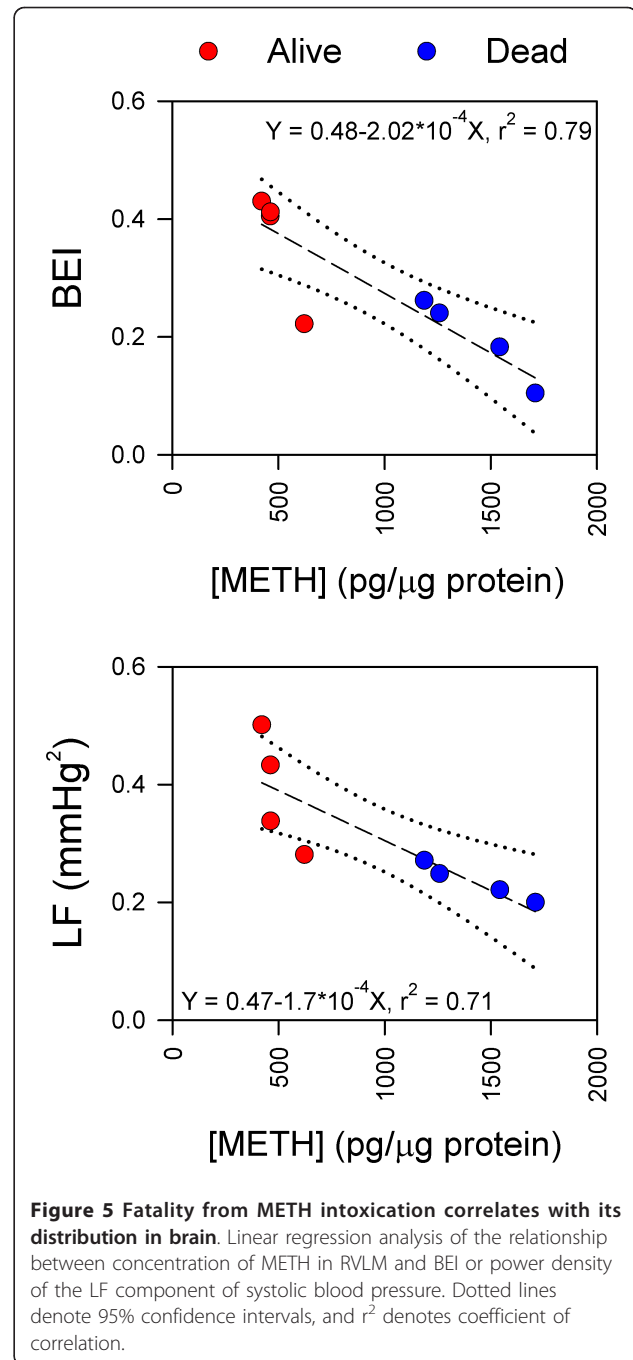 Alive Dead
0.6
Y = 0.48-2.02*10^-4X, r² = 0.79
0.4
BEI
0.2
0.0
0 500 1000 1500 2000
[METH] (pg/μg protein)
0.6
0.4
LF (mmHg²)
0.2
Y = 0.47-1.7*10^-4X, r² = 0.71
0.0
0 500 1000 1500 2000
[METH] (pg/μg protein)
Figure 5 Fatality from METH intoxication correlates with its
distribution in brain. Linear regression analysis of the relationship
between concentration of METH in RVLM and BEI or power density
of the LF component of systolic blood pressure. Dotted lines
denote 95% confidence intervals, and r² denotes coefficient of
correlation.